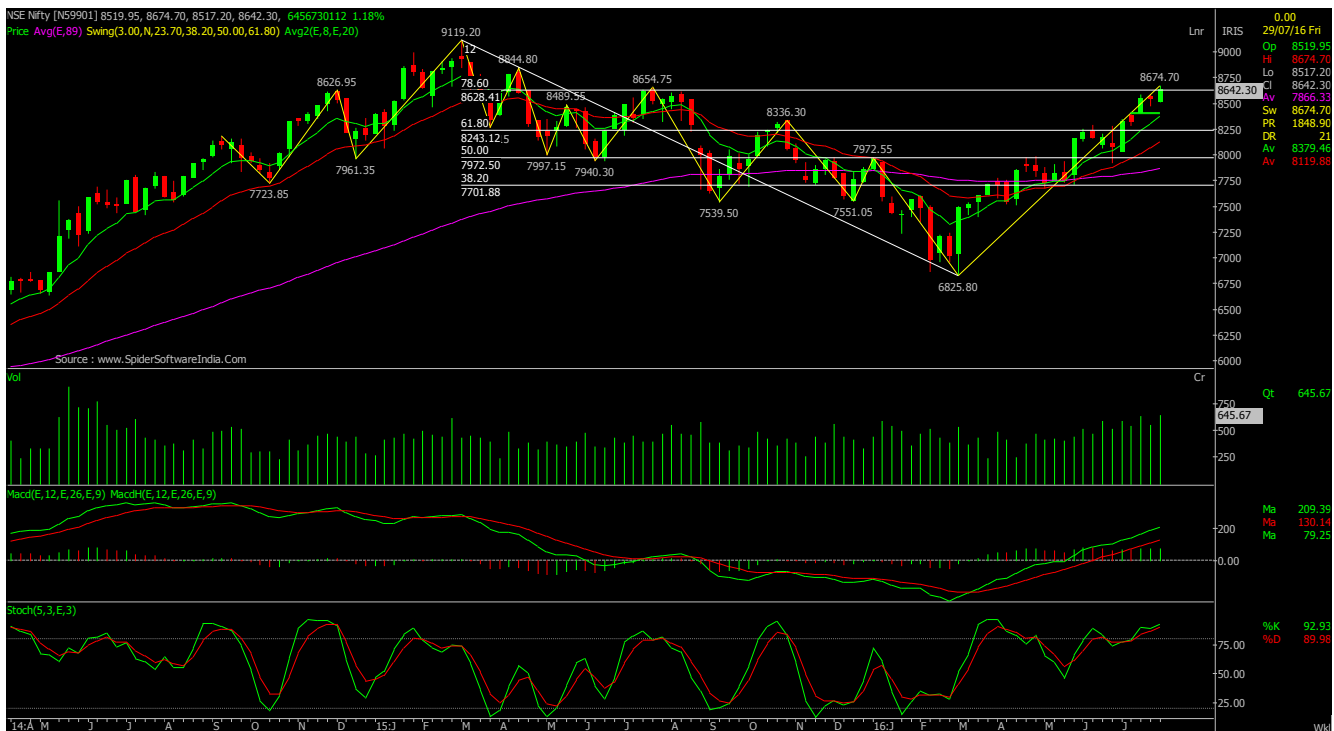 NSE Nifty [N59901] 8519.95, 8674.70, 8517.20, 8642.30, 6456730112 1.18%
Price Avg(E,89) Swing(3.00,N,23.70,38.20,50.00,61.80) Avg2(E,8,E,20)
Lnr
IRIS
0.00
29/07/16 Fri
Op 8519.95
Hi 8674.70
Lo 8517.20
Cl 8642.30
Av 7866.33
Sw 8674.70
PR 1848.90
DR 21
Av 8379.46
Av 8119.88
9000
8750
8642.30
8500
8250
8000
7750
7500
7250
7000
6750
6500
6250
6000
9119.20
12
8844.80
8626.95
78.60
8628.41
8489.55
8654.75
8674.70
61.80
8243.12
50.00
7972.50
38.20
7701.88
8336.30
7961.35
7997.15
7940.30
7972.55
7723.85
7539.50
7551.05
6825.80
Source : www.SpiderSoftwareIndia.Com
Vol
Cr
750
645.67
500
250
Qt 645.67
Macd(E,12,E,26,E,9) MacdH(E,12,E,26,E,9)
200
0.00
Ma 209.39
Ma 130.14
Ma 79.25
Stoch(5,3,E,3)
75.00
50.00
25.00
%K 92.93
%D 89.98
14:A M J J A S O N D 15:J F M A M J J A S O N D 16:J F M A M J J
Wkl